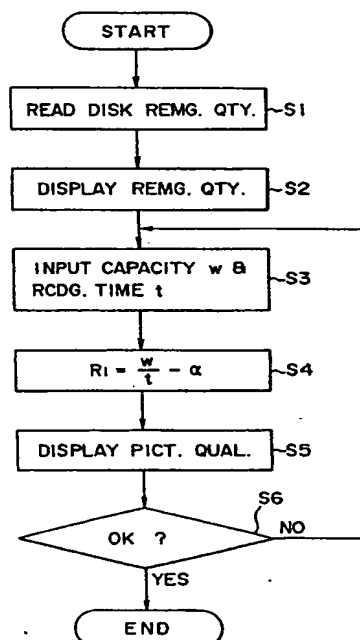 START
READ DISK REMG. QTY.
S1
DISPLAY REMG. QTY.
S2
INPUT CAPACITY w &
RCDG. TIME t
S3
R1 = w/t - α
S4
DISPLAY PICT. QUAL.
S5
S6
OK ?
NO
YES
END